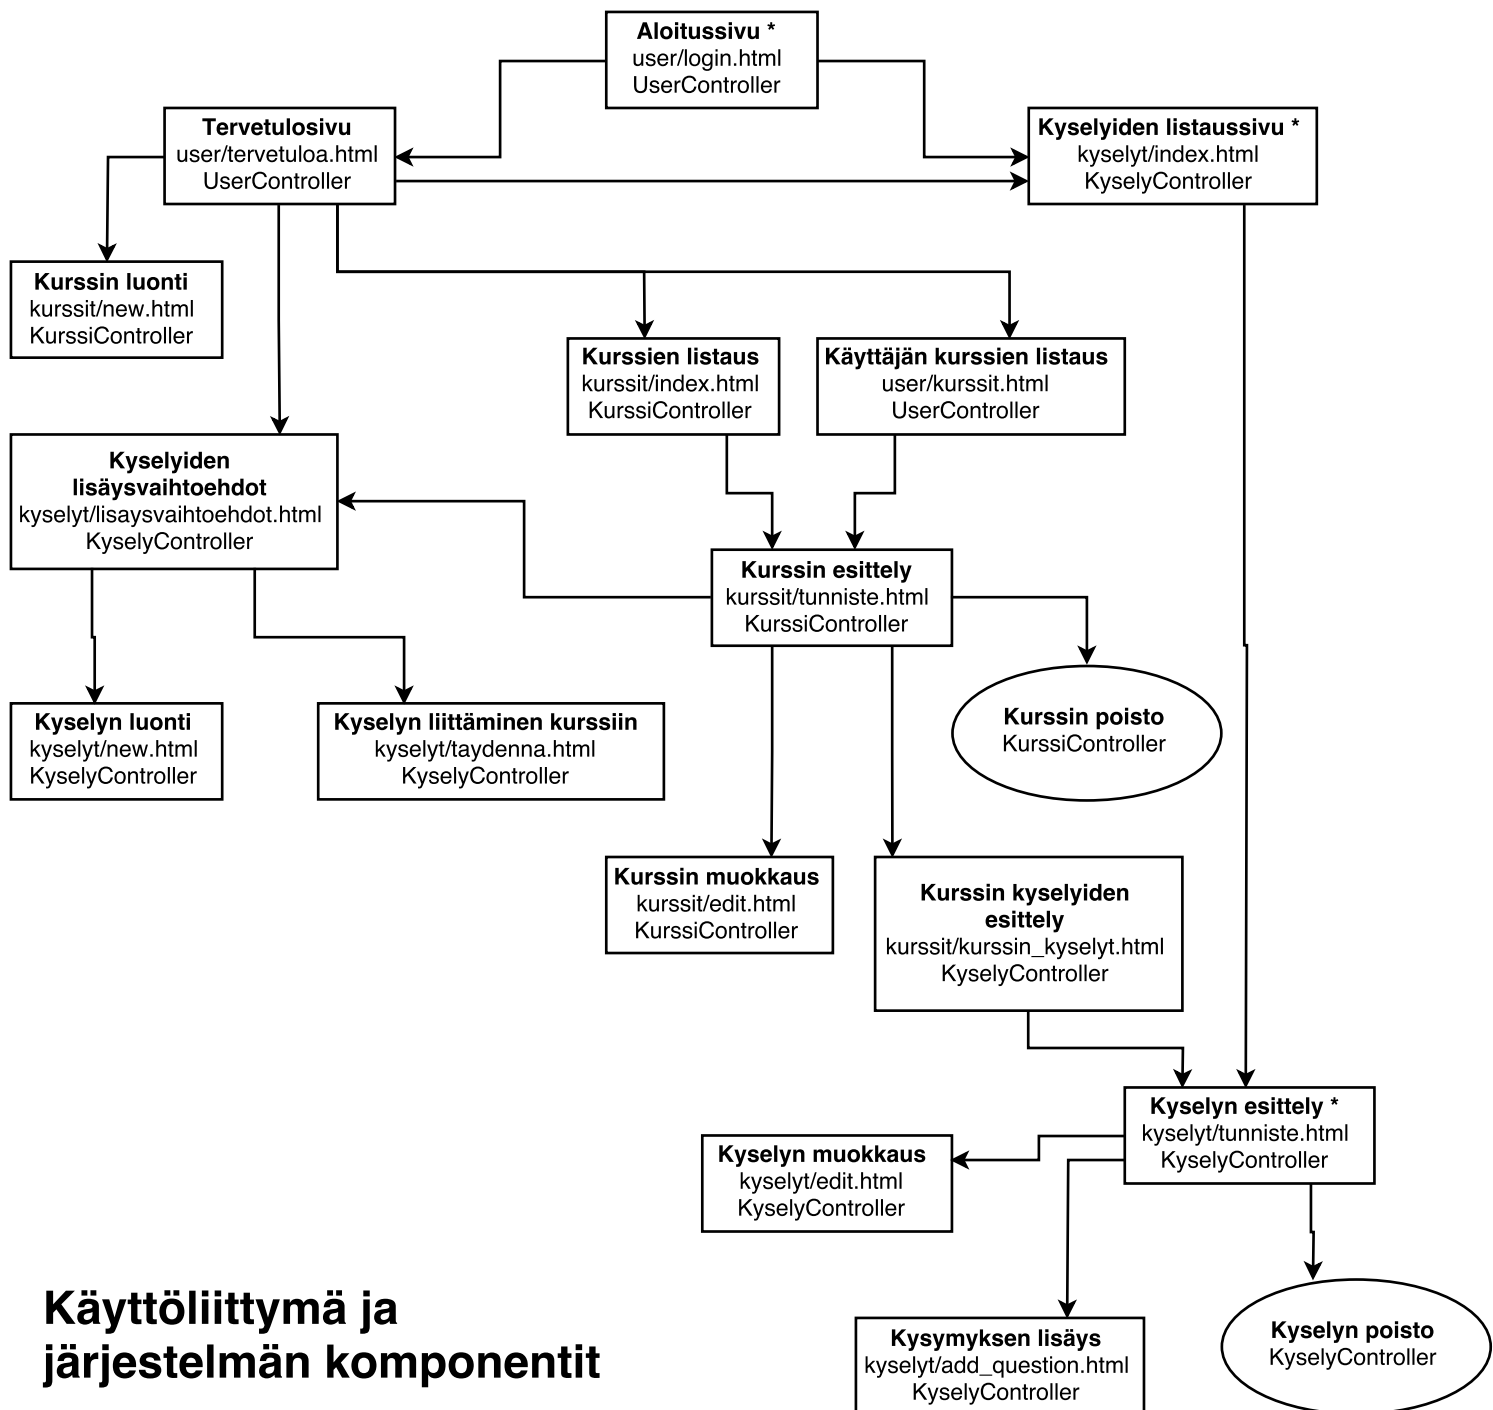 Aloitussivu *
user/login.html
UserController
Tervetulosivu
user/tervetuloa.html
UserController
Kyselyiden listaussivu *
kyselyt/index.html
KyselyController
Kurssin luonti
kurssit/new.html
KurssiController
Kurssien listaus
kurssit/index.html
KurssiController
Käyttäjän kurssien listaus
user/kurssit.html
UserController
Kyselyiden
lisäysvaihtoehdot
kyselyt/lisaysvaihtoehdot.html
KyselyController
Kurssin esittely
kurssit/tunniste.html
KurssiController
Kyselyn luonti
kyselyt/new.html
KyselyController
Kyselyn liittäminen kurssiin
kyselyt/taydenna.html
KyselyController
Kurssin poisto
KurssiController
Kurssin muokkaus
kurssit/edit.html
KurssiController
Kurssin kyselyiden
esittely
kurssit/kurssin_kyselyt.html
KyselyController
Kyselyn esittely *
kyselyt/tunniste.html
KyselyController
Kyselyn muokkaus
kyselyt/edit.html
KyselyController
Kysymyksen lisäys
kyselyt/add_question.html
KyselyController
Kyselyn poisto
KyselyController
Käyttöliittymä ja
järjestelmän komponentit